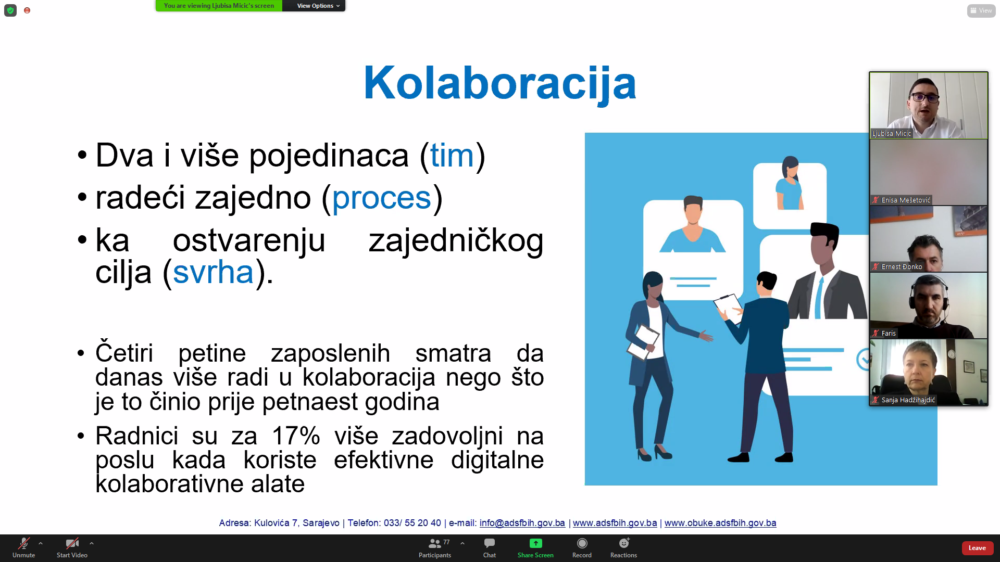 You are viewing Ljubisa Micic's screen
View Options
View
Kolaboracija
• Dva i više pojedinaca (tim)
• radeći zajedno (proces)
• ka ostvarenju zajedničkog
cilja (svrha).
• Četiri petine zaposlenih smatra da
danas više radi u kolaboracija nego što
je to činio prije petnaest godina
• Radnici su za 17% više zadovoljni na
poslu kada koriste efektivne digitalne
kolaborativne alate
Ljubisa Micic
Enisa Mešetović
Ernest Đonko
Faris
Sanja Hadžihajdić
Adresa: Kulovića 7, Sarajevo | Telefon: 033/ 55 20 40 | e-mail: info@adsfbih.gov.ba | www.adsfbih.gov.ba | www.obuke.adsfbih.gov.ba
Unmute
Start Video
77
Participants
Chat
Share Screen
Record
Reactions
Leave